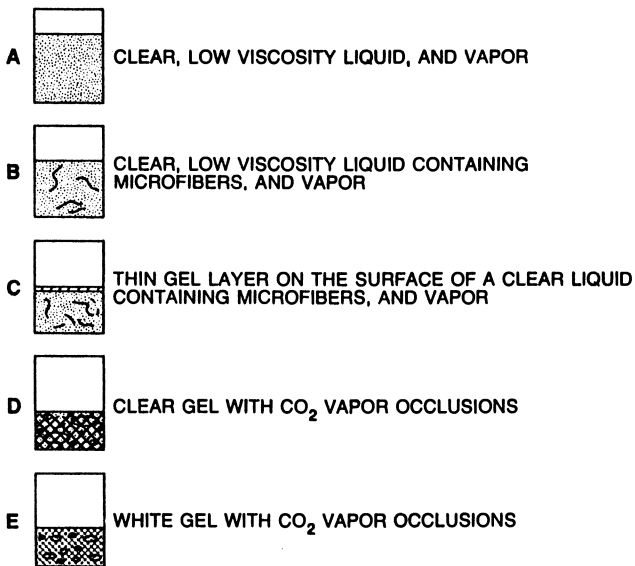 A CLEAR, LOW VISCOSITY LIQUID, AND VAPOR
B CLEAR, LOW VISCOSITY LIQUID CONTAINING
MICROFIBERS, AND VAPOR
C THIN GEL LAYER ON THE SURFACE OF A CLEAR LIQUID
CONTAINING MICROFIBERS, AND VAPOR
D CLEAR GEL WITH CO₂ VAPOR OCCLUSIONS
E WHITE GEL WITH CO₂ VAPOR OCCLUSIONS